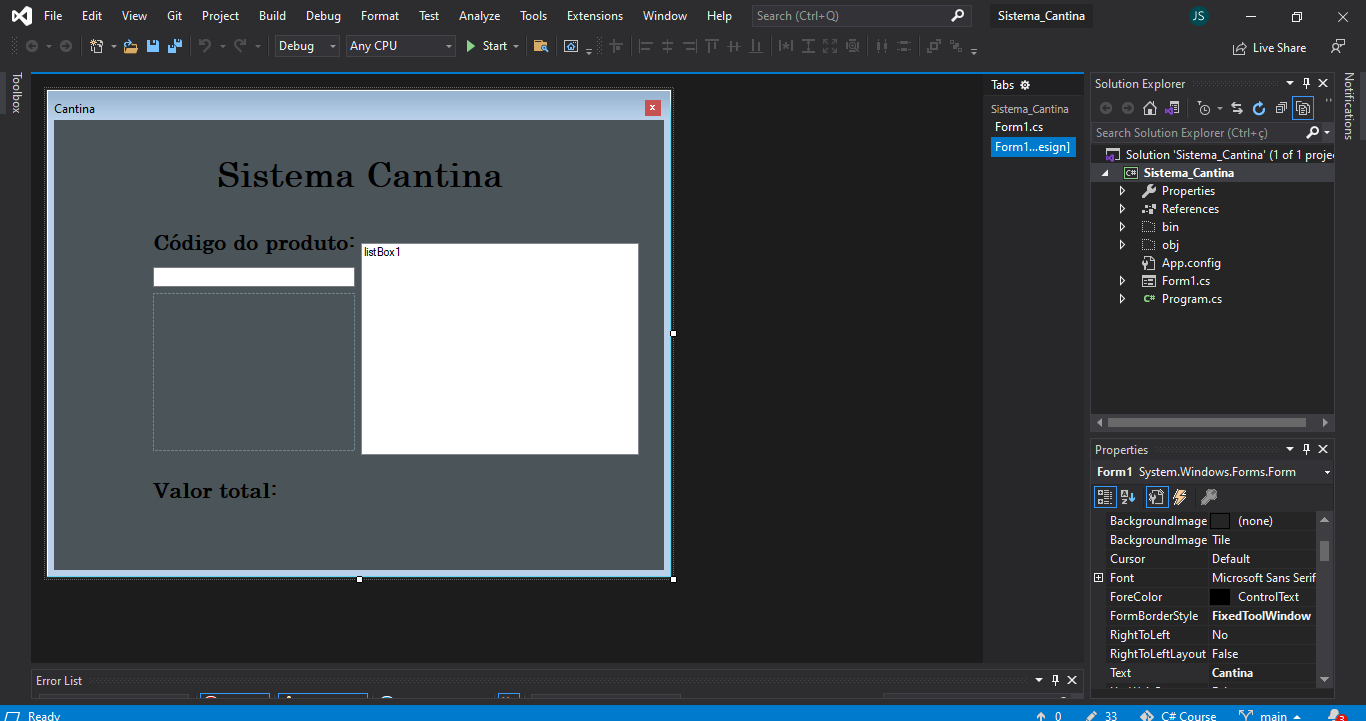 File Edit View Git Project Build Debug Format Test Analyze Tools Extensions Window Help Search (Ctrl+Q) Sistema_Cantina JS
Debug Any CPU Start Live Share
Toolbox
Cantina
Sistema Cantina
Código do produto:
listBox1
Valor total:
Tabs
Sistema_Cantina
Form1.cs
Form1...esign]
Solution Explorer
Search Solution Explorer (Ctrl+ç)
Solution 'Sistema_Cantina' (1 of 1 projec
C# Sistema_Cantina
Properties
References
bin
obj
App.config
Form1.cs
C# Program.cs
Notifications
Properties
Form1 System.Windows.Forms.Form
BackgroundImage (none)
BackgroundImage Tile
Cursor Default
Font Microsoft Sans Serif
ForeColor ControlText
FormBorderStyle FixedToolWindow
RightToLeft No
RightToLeftLayout False
Text Cantina
Error List
Ready 0 33 C# Course main 3